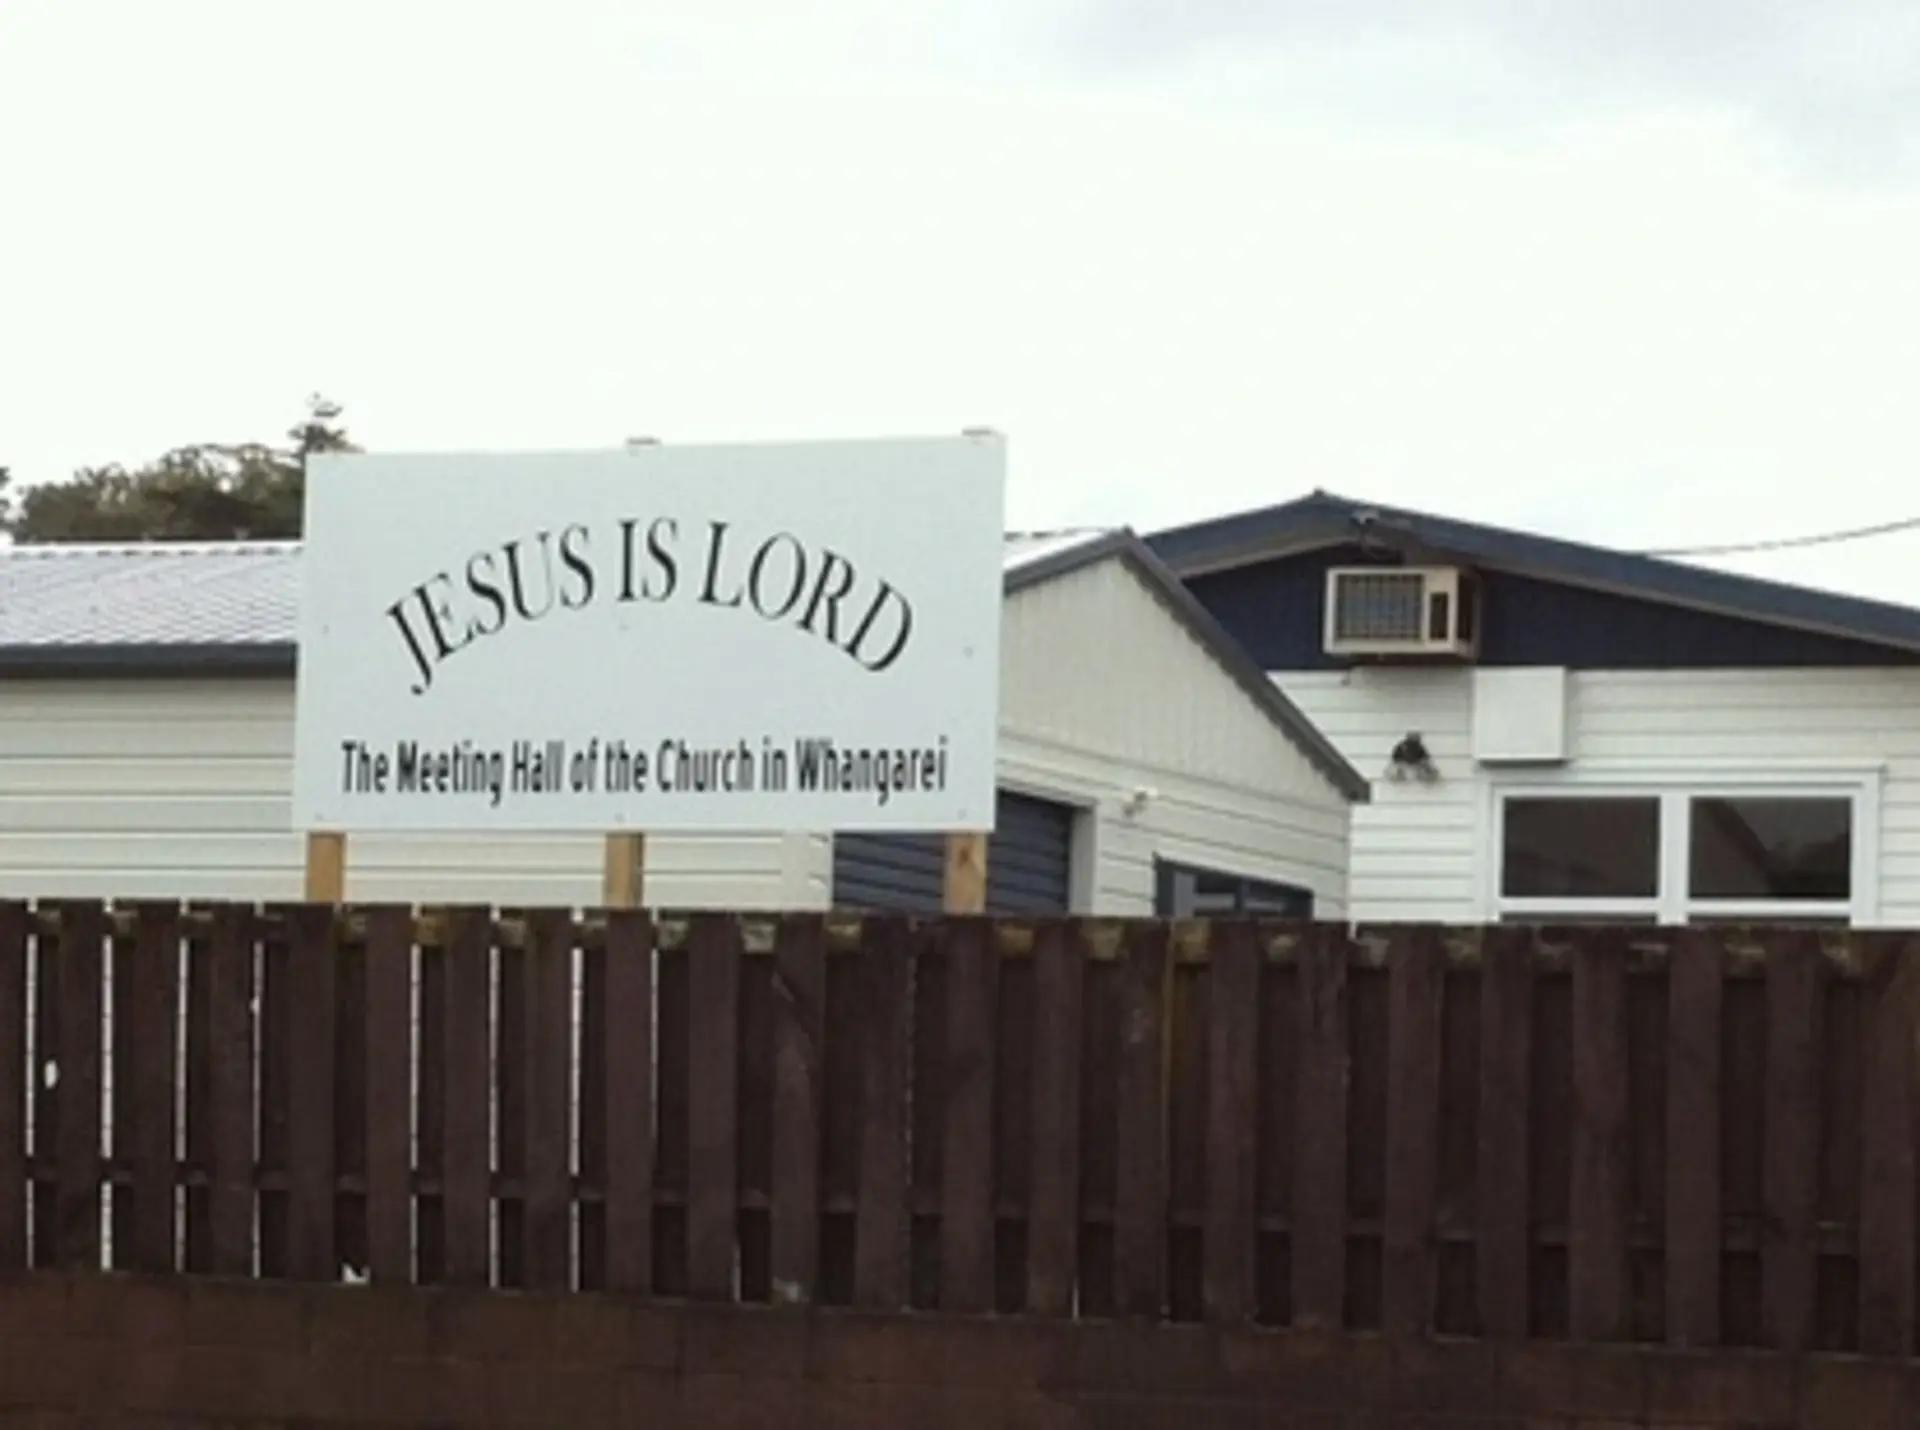 JESUS IS LORD
The Meeting Hall of the Church in Whangarei